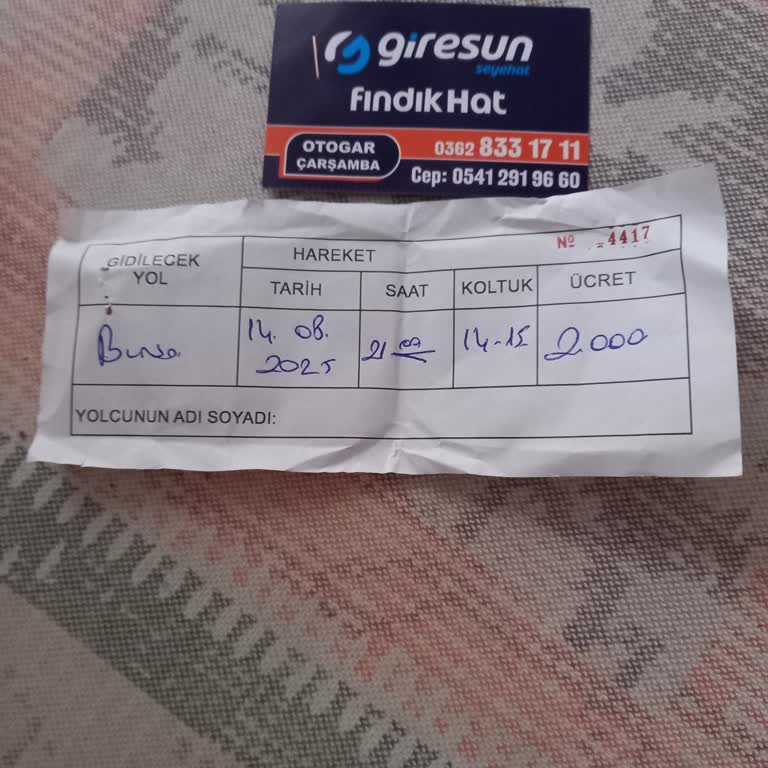 giresun
seyehat
fındık Hat
OTOGAR
ÇARŞAMBA
0362 833 17 11
Cep: 0541 291 96 60
Nº 4417
GİDİLECEK
YOL
HAREKET
TARİH
SAAT
KOLTUK
ÜCRET
Bursa
14. 08.
2025
21 00
14-15
2.000
YOLCUNUN ADI SOYADI: